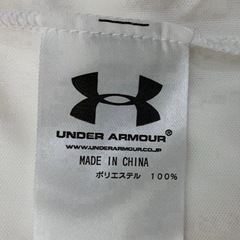 UNDER ARMOUR®
WWW.UNDERARMOUR.CO.JP
MADE IN CHINA
ポリエステル 100%